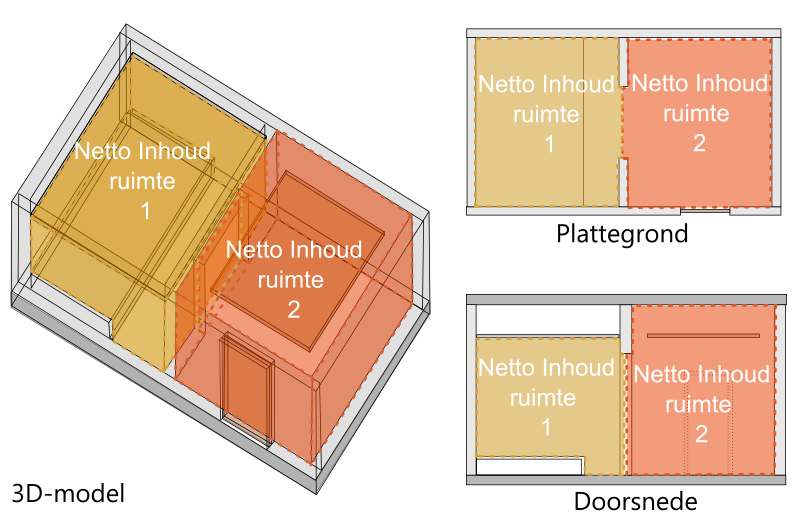 Netto Inhoud
ruimte
1
Netto Inhoud
ruimte
2
3D-model
Netto Inhoud
ruimte
1
Netto Inhoud
ruimte
2
Plattegrond
Netto Inhoud
ruimte
1
Netto Inhoud
ruimte
2
Doorsnede